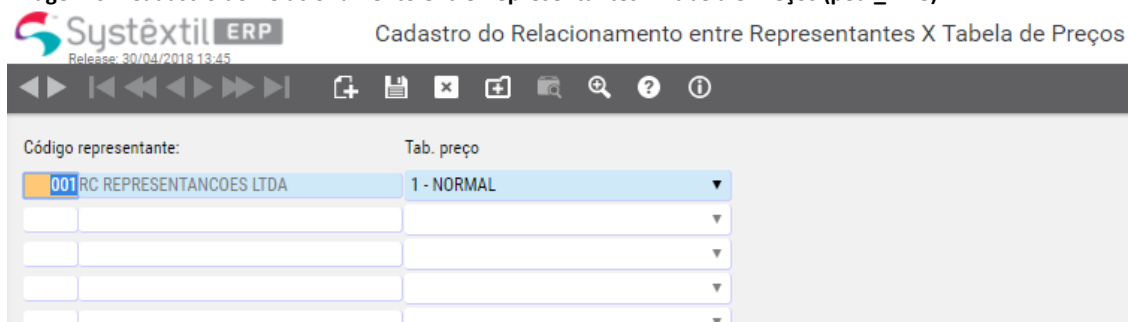 Systêxtil ERP
Cadastro do Relacionamento entre Representantes X Tabela de Preços
Release: 30/04/2018 13:45
Código representante: Tab. preço
001 RC REPRESENTANCOES LTDA 1 - NORMAL